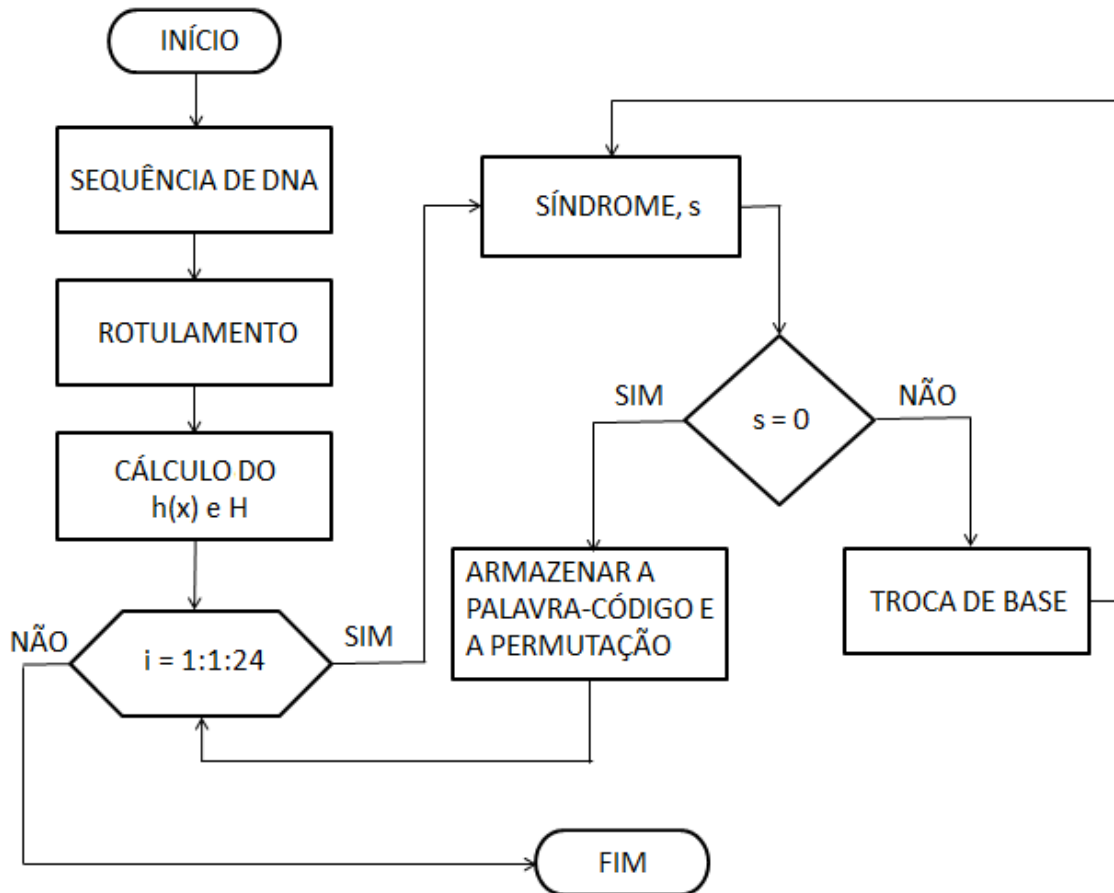 INÍCIO
SEQUÊNCIA DE DNA
ROTULAMENTO
CÁLCULO DO
h(x) e H
NÃO
i = 1:1:24
SIM
SÍNDROME, s
s = 0
SIM
NÃO
ARMAZENAR A
PALAVRA-CÓDIGO E
A PERMUTAÇÃO
TROCA DE BASE
FIM